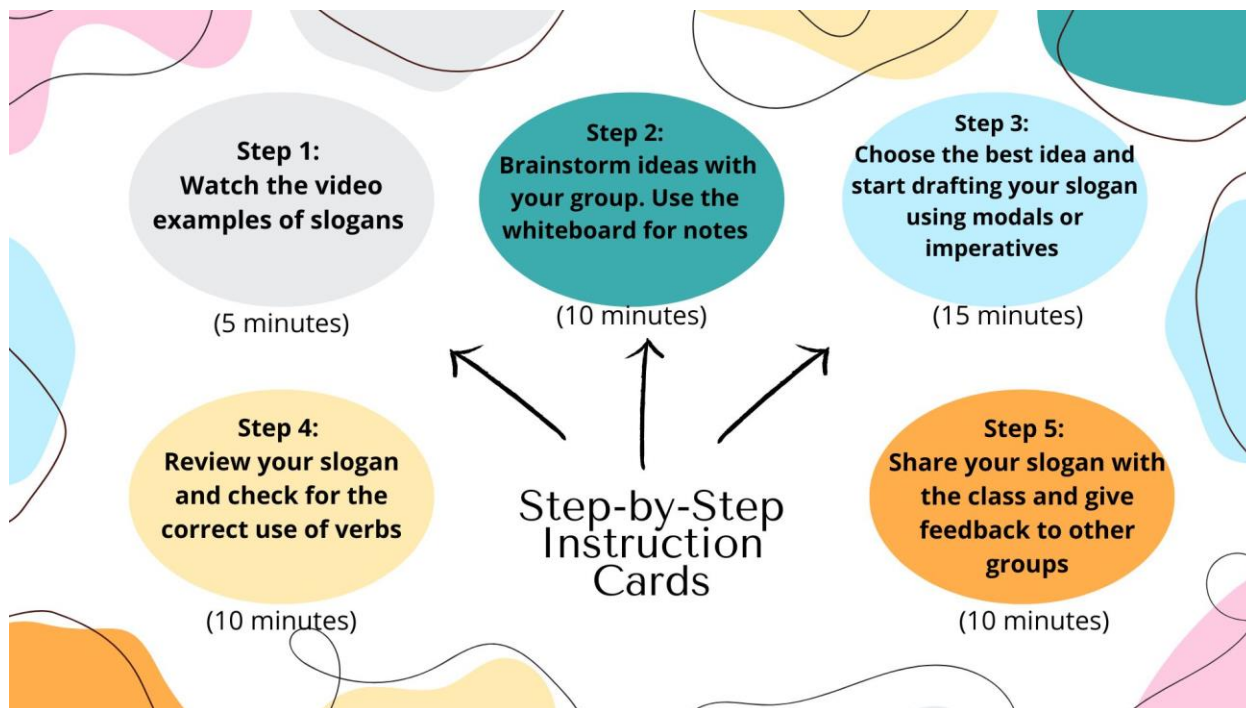 Step 1:
Watch the video
examples of slogans
(5 minutes)
Step 2:
Brainstorm ideas with
your group. Use the
whiteboard for notes
(10 minutes)
Step 3:
Choose the best idea and
start drafting your slogan
using modals or
imperatives
(15 minutes)
Step 4:
Review your slogan
and check for the
correct use of verbs
(10 minutes)
Step-by-Step
Instruction
Cards
Step 5:
Share your slogan with
the class and give
feedback to other
groups
(10 minutes)